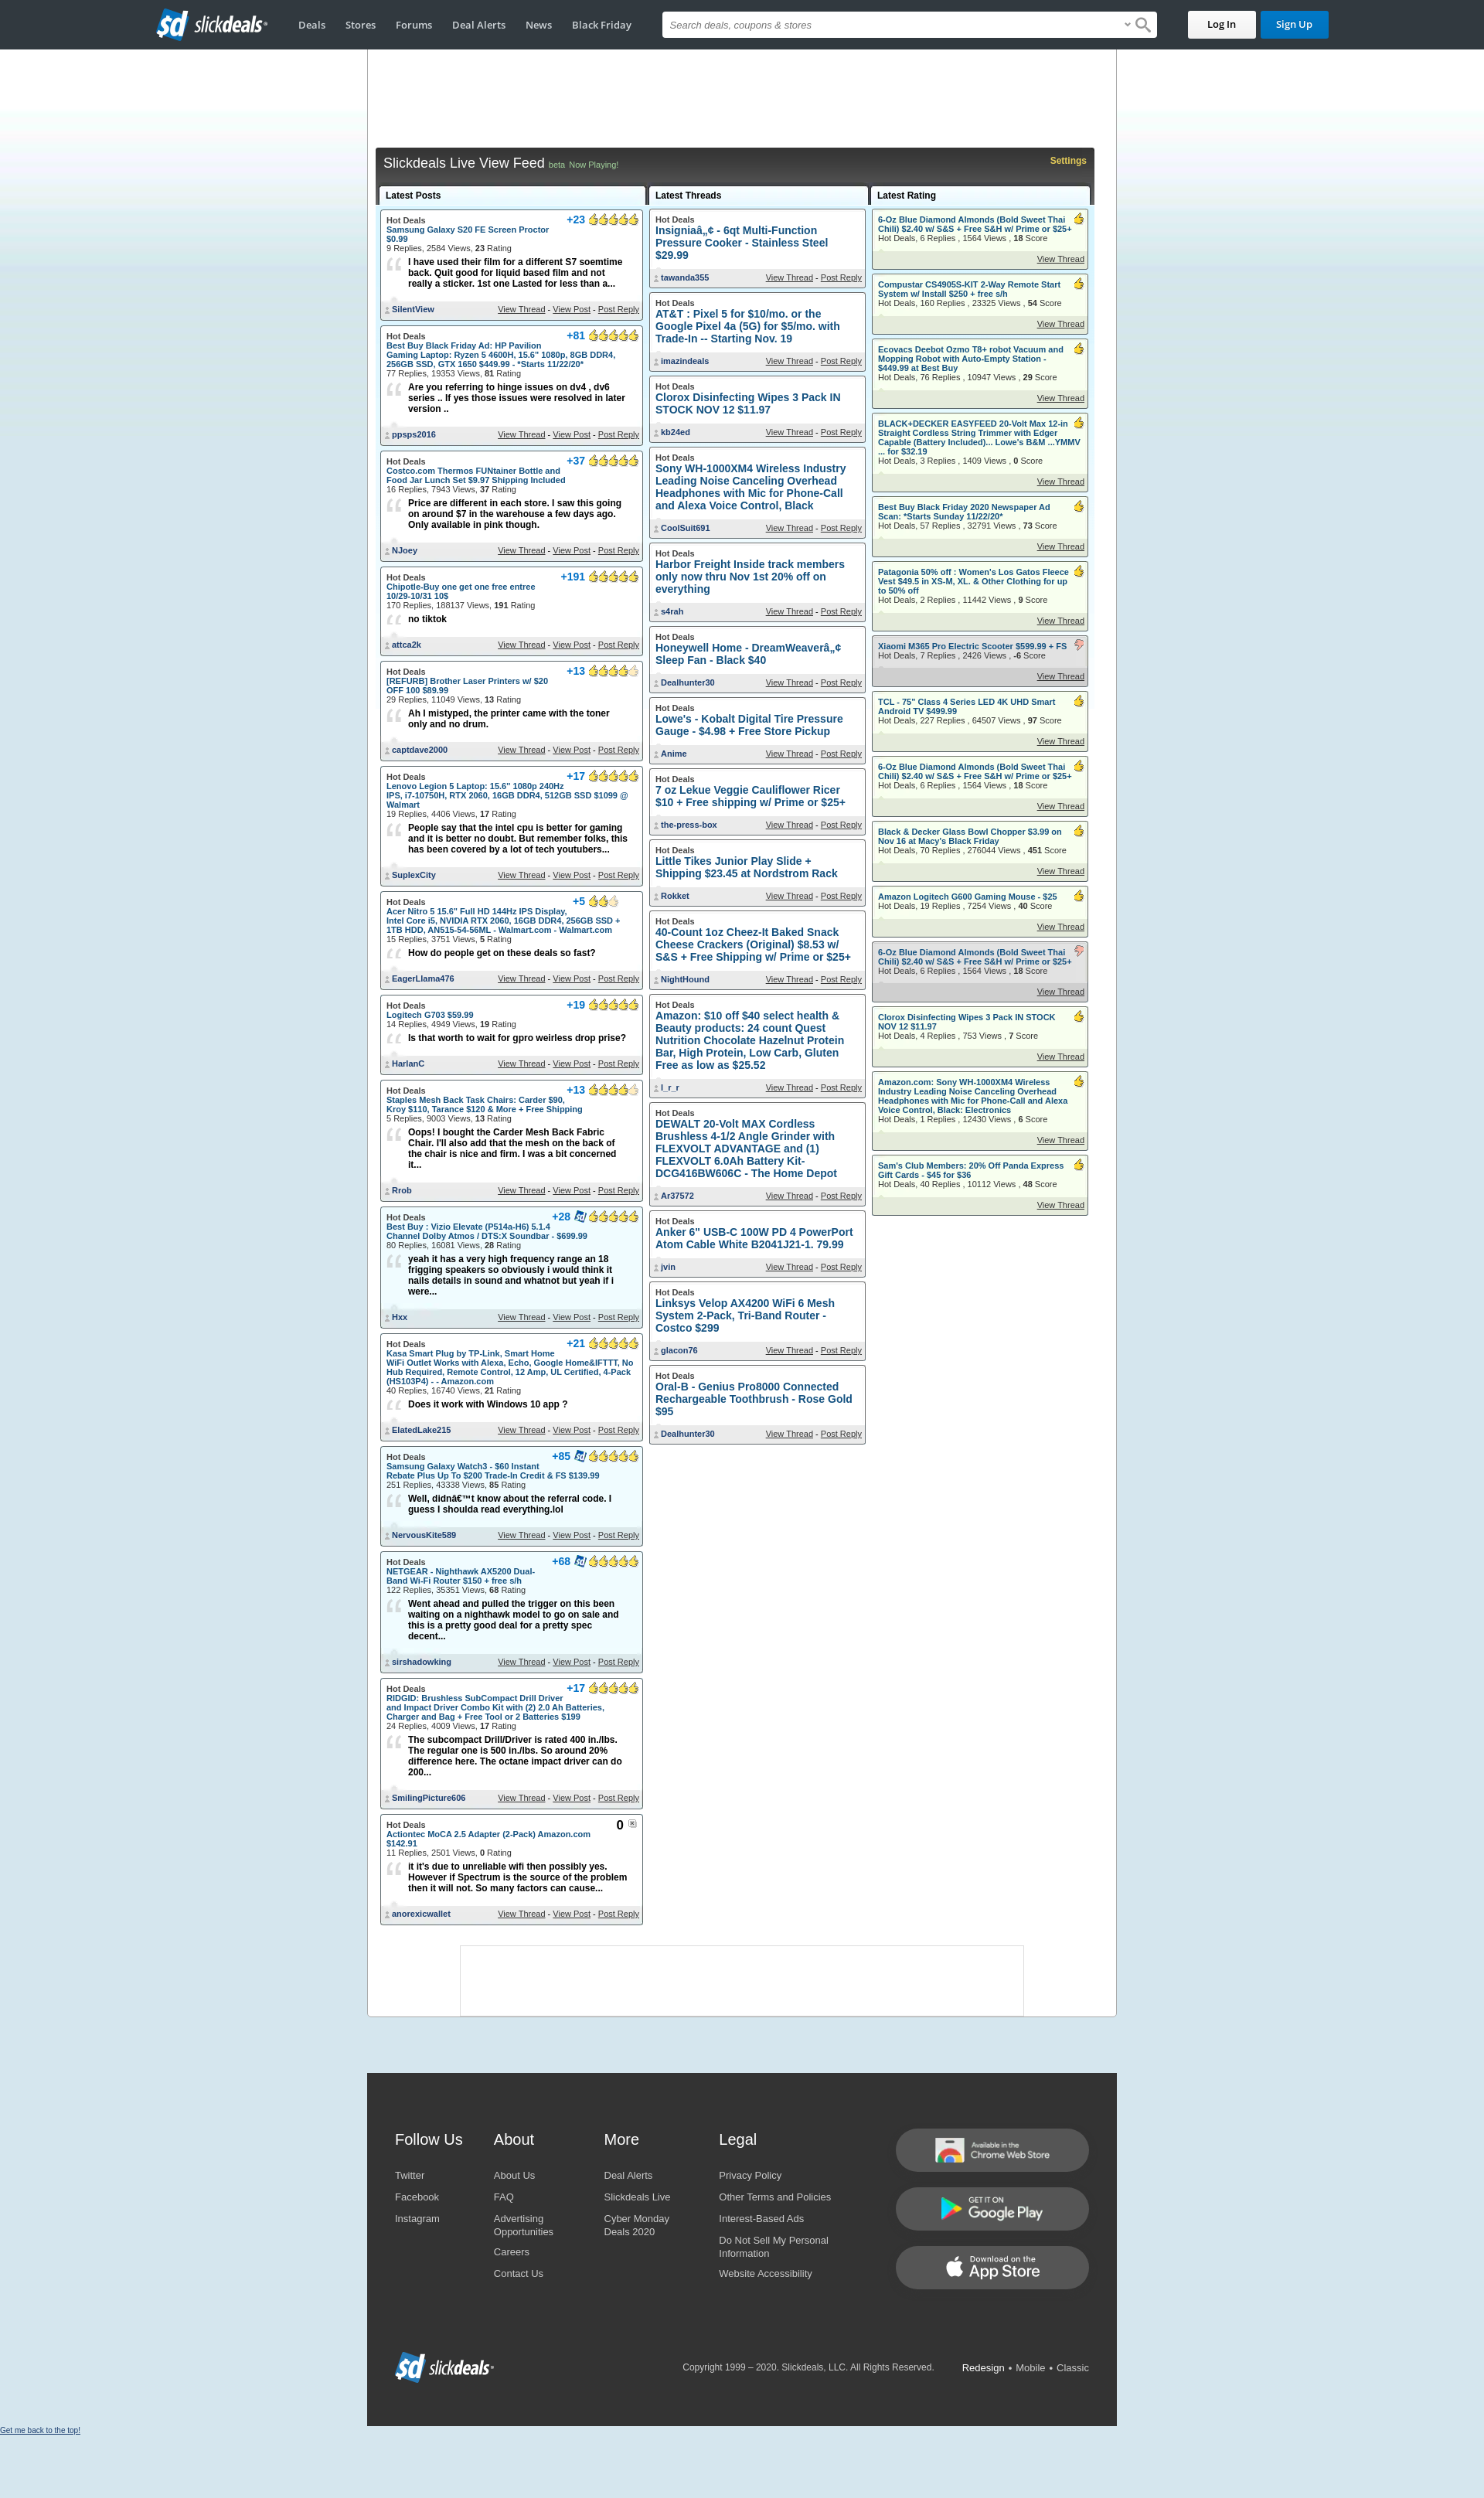 slickdeals
Deals
Stores
Forums
Deal Alerts
News
Black Friday
Search deals, coupons & stores
Log In
Sign Up
Slickdeals Live View Feed beta Now Playing!
Settings
Latest Posts
Hot Deals
+23
Samsung Galaxy S20 FE Screen Proctor
$0.99
9 Replies, 2584 Views, 23 Rating
I have used their film for a different S7 soemtime
back. Quit good for liquid based film and not
really a sticker. 1st one Lasted for less than a...
SilentView
View Thread - View Post - Post Reply
Hot Deals
+81
Best Buy Black Friday Ad: HP Pavilion
Gaming Laptop: Ryzen 5 4600H, 15.6" 1080p, 8GB DDR4,
256GB SSD, GTX 1650 $449.99 - *Starts 11/22/20*
77 Replies, 19353 Views, 81 Rating
Are you referring to hinge issues on dv4 , dv6
series .. If yes those issues were resolved in later
version ..
ppsps2016
View Thread - View Post - Post Reply
Hot Deals
+37
Costco.com Thermos FUNtainer Bottle and
Food Jar Lunch Set $9.97 Shipping Included
16 Replies, 7943 Views, 37 Rating
Price are different in each store. I saw this going
on around $7 in the warehouse a few days ago.
Only available in pink though.
NJoey
View Thread - View Post - Post Reply
Hot Deals
+191
Chipotle-Buy one get one free entree
10/29-10/31 10$
170 Replies, 188137 Views, 191 Rating
no tiktok
attca2k
View Thread - View Post - Post Reply
Hot Deals
+13
[REFURB] Brother Laser Printers w/ $20
OFF 100 $89.99
29 Replies, 11049 Views, 13 Rating
Ah I mistyped, the printer came with the toner
only and no drum.
captdave2000
View Thread - View Post - Post Reply
Hot Deals
+17
Lenovo Legion 5 Laptop: 15.6" 1080p 240Hz
IPS, i7-10750H, RTX 2060, 16GB DDR4, 512GB SSD $1099 @
Walmart
19 Replies, 4406 Views, 17 Rating
People say that the intel cpu is better for gaming
and it is better no doubt. But remember folks, this
has been covered by a lot of tech youtubers...
SuplexCity
View Thread - View Post - Post Reply
Hot Deals
+5
Acer Nitro 5 15.6" Full HD 144Hz IPS Display,
Intel Core i5, NVIDIA RTX 2060, 16GB DDR4, 256GB SSD +
1TB HDD, AN515-54-56ML - Walmart.com - Walmart.com
15 Replies, 3751 Views, 5 Rating
How do people get on these deals so fast?
EagerLlama476
View Thread - View Post - Post Reply
Hot Deals
+19
Logitech G703 $59.99
14 Replies, 4949 Views, 19 Rating
Is that worth to wait for gpro weirless drop prise?
HarlanC
View Thread - View Post - Post Reply
Hot Deals
+13
Staples Mesh Back Task Chairs: Carder $90,
Kroy $110, Tarance $120 & More + Free Shipping
5 Replies, 9003 Views, 13 Rating
Oops! I bought the Carder Mesh Back Fabric
Chair. I'll also add that the mesh on the back of
the chair is nice and firm. I was a bit concerned
it...
Rrob
View Thread - View Post - Post Reply
Hot Deals
+28
Best Buy : Vizio Elevate (P514a-H6) 5.1.4
Channel Dolby Atmos / DTS:X Soundbar - $699.99
80 Replies, 16081 Views, 28 Rating
yeah it has a very high frequency range an 18
frigging speakers so obviously i would think it
nails details in sound and whatnot but yeah if i
were...
Hxx
View Thread - View Post - Post Reply
Hot Deals
+21
Kasa Smart Plug by TP-Link, Smart Home
WiFi Outlet Works with Alexa, Echo, Google Home&IFTTT, No
Hub Required, Remote Control, 12 Amp, UL Certified, 4-Pack
(HS103P4) - - Amazon.com
40 Replies, 16740 Views, 21 Rating
Does it work with Windows 10 app ?
ElatedLake215
View Thread - View Post - Post Reply
Hot Deals
+85
Samsung Galaxy Watch3 - $60 Instant
Rebate Plus Up To $200 Trade-In Credit & FS $139.99
251 Replies, 43338 Views, 85 Rating
Well, didnâ€™t know about the referral code. I
guess I shoulda read everything.lol
NervousKite589
View Thread - View Post - Post Reply
Hot Deals
+68
NETGEAR - Nighthawk AX5200 Dual-
Band Wi-Fi Router $150 + free s/h
122 Replies, 35351 Views, 68 Rating
Went ahead and pulled the trigger on this been
waiting on a nighthawk model to go on sale and
this is a pretty good deal for a pretty spec
decent...
sirshadowking
View Thread - View Post - Post Reply
Hot Deals
+17
RIDGID: Brushless SubCompact Drill Driver
and Impact Driver Combo Kit with (2) 2.0 Ah Batteries,
Charger and Bag + Free Tool or 2 Batteries $199
24 Replies, 4009 Views, 17 Rating
The subcompact Drill/Driver is rated 400 in./lbs.
The regular one is 500 in./lbs. So around 20%
difference here. The octane impact driver can do
200...
SmilingPicture606
View Thread - View Post - Post Reply
Hot Deals
0
Actiontec MoCA 2.5 Adapter (2-Pack) Amazon.com
$142.91
11 Replies, 2501 Views, 0 Rating
it it's due to unreliable wifi then possibly yes.
However if Spectrum is the source of the problem
then it will not. So many factors can cause...
anorexicwallet
View Thread - View Post - Post Reply
Latest Threads
Hot Deals
Insigniaâ„¢ - 6qt Multi-Function
Pressure Cooker - Stainless Steel
$29.99
tawanda355
View Thread - Post Reply
Hot Deals
AT&T : Pixel 5 for $10/mo. or the
Google Pixel 4a (5G) for $5/mo. with
Trade-In -- Starting Nov. 19
imazindeals
View Thread - Post Reply
Hot Deals
Clorox Disinfecting Wipes 3 Pack IN
STOCK NOV 12 $11.97
kb24ed
View Thread - Post Reply
Hot Deals
Sony WH-1000XM4 Wireless Industry
Leading Noise Canceling Overhead
Headphones with Mic for Phone-Call
and Alexa Voice Control, Black
CoolSuit691
View Thread - Post Reply
Hot Deals
Harbor Freight Inside track members
only now thru Nov 1st 20% off on
everything
s4rah
View Thread - Post Reply
Hot Deals
Honeywell Home - DreamWeaverâ„¢
Sleep Fan - Black $40
Dealhunter30
View Thread - Post Reply
Hot Deals
Lowe's - Kobalt Digital Tire Pressure
Gauge - $4.98 + Free Store Pickup
Anime
View Thread - Post Reply
Hot Deals
7 oz Lekue Veggie Cauliflower Ricer
$10 + Free shipping w/ Prime or $25+
the-press-box
View Thread - Post Reply
Hot Deals
Little Tikes Junior Play Slide +
Shipping $23.45 at Nordstrom Rack
Rokket
View Thread - Post Reply
Hot Deals
40-Count 1oz Cheez-It Baked Snack
Cheese Crackers (Original) $8.53 w/
S&S + Free Shipping w/ Prime or $25+
NightHound
View Thread - Post Reply
Hot Deals
Amazon: $10 off $40 select health &
Beauty products: 24 count Quest
Nutrition Chocolate Hazelnut Protein
Bar, High Protein, Low Carb, Gluten
Free as low as $25.52
l_r_r
View Thread - Post Reply
Hot Deals
DEWALT 20-Volt MAX Cordless
Brushless 4-1/2 Angle Grinder with
FLEXVOLT ADVANTAGE and (1)
FLEXVOLT 6.0Ah Battery Kit-
DCG416BW606C - The Home Depot
Ar37572
View Thread - Post Reply
Hot Deals
Anker 6" USB-C 100W PD 4 PowerPort
Atom Cable White B2041J21-1. 79.99
jvin
View Thread - Post Reply
Hot Deals
Linksys Velop AX4200 WiFi 6 Mesh
System 2-Pack, Tri-Band Router -
Costco $299
glacon76
View Thread - Post Reply
Hot Deals
Oral-B - Genius Pro8000 Connected
Rechargeable Toothbrush - Rose Gold
$95
Dealhunter30
View Thread - Post Reply
Latest Rating
6-Oz Blue Diamond Almonds (Bold Sweet Thai
Chili) $2.40 w/ S&S + Free S&H w/ Prime or $25+
Hot Deals, 6 Replies , 1564 Views , 18 Score
View Thread
Compustar CS4905S-KIT 2-Way Remote Start
System w/ Install $250 + free s/h
Hot Deals, 160 Replies , 23325 Views , 54 Score
View Thread
Ecovacs Deebot Ozmo T8+ robot Vacuum and
Mopping Robot with Auto-Empty Station -
$449.99 at Best Buy
Hot Deals, 76 Replies , 10947 Views , 29 Score
View Thread
BLACK+DECKER EASYFEED 20-Volt Max 12-in
Straight Cordless String Trimmer with Edger
Capable (Battery Included)... Lowe's B&M ...YMMV
... for $32.19
Hot Deals, 3 Replies , 1409 Views , 0 Score
View Thread
Best Buy Black Friday 2020 Newspaper Ad
Scan: *Starts Sunday 11/22/20*
Hot Deals, 57 Replies , 32791 Views , 73 Score
View Thread
Patagonia 50% off : Women's Los Gatos Fleece
Vest $49.5 in XS-M, XL. & Other Clothing for up
to 50% off
Hot Deals, 2 Replies , 11442 Views , 9 Score
View Thread
Xiaomi M365 Pro Electric Scooter $599.99 + FS
Hot Deals, 7 Replies , 2426 Views , -6 Score
View Thread
TCL - 75" Class 4 Series LED 4K UHD Smart
Android TV $499.99
Hot Deals, 227 Replies , 64507 Views , 97 Score
View Thread
6-Oz Blue Diamond Almonds (Bold Sweet Thai
Chili) $2.40 w/ S&S + Free S&H w/ Prime or $25+
Hot Deals, 6 Replies , 1564 Views , 18 Score
View Thread
Black & Decker Glass Bowl Chopper $3.99 on
Nov 16 at Macy's Black Friday
Hot Deals, 70 Replies , 276044 Views , 451 Score
View Thread
Amazon Logitech G600 Gaming Mouse - $25
Hot Deals, 19 Replies , 7254 Views , 40 Score
View Thread
6-Oz Blue Diamond Almonds (Bold Sweet Thai
Chili) $2.40 w/ S&S + Free S&H w/ Prime or $25+
Hot Deals, 6 Replies , 1564 Views , 18 Score
View Thread
Clorox Disinfecting Wipes 3 Pack IN STOCK
NOV 12 $11.97
Hot Deals, 4 Replies , 753 Views , 7 Score
View Thread
Amazon.com: Sony WH-1000XM4 Wireless
Industry Leading Noise Canceling Overhead
Headphones with Mic for Phone-Call and Alexa
Voice Control, Black: Electronics
Hot Deals, 1 Replies , 12430 Views , 6 Score
View Thread
Sam's Club Members: 20% Off Panda Express
Gift Cards - $45 for $36
Hot Deals, 40 Replies , 10112 Views , 48 Score
View Thread
Follow Us
Twitter
Facebook
Instagram
About
About Us
FAQ
Advertising
Opportunities
Careers
Contact Us
More
Deal Alerts
Slickdeals Live
Cyber Monday
Deals 2020
Legal
Privacy Policy
Other Terms and Policies
Interest-Based Ads
Do Not Sell My Personal
Information
Website Accessibility
Available in the
Chrome Web Store
GET IT ON
Google Play
Download on the
App Store
slickdeals
Copyright 1999 – 2020. Slickdeals, LLC. All Rights Reserved.
Redesign • Mobile • Classic
Get me back to the top!